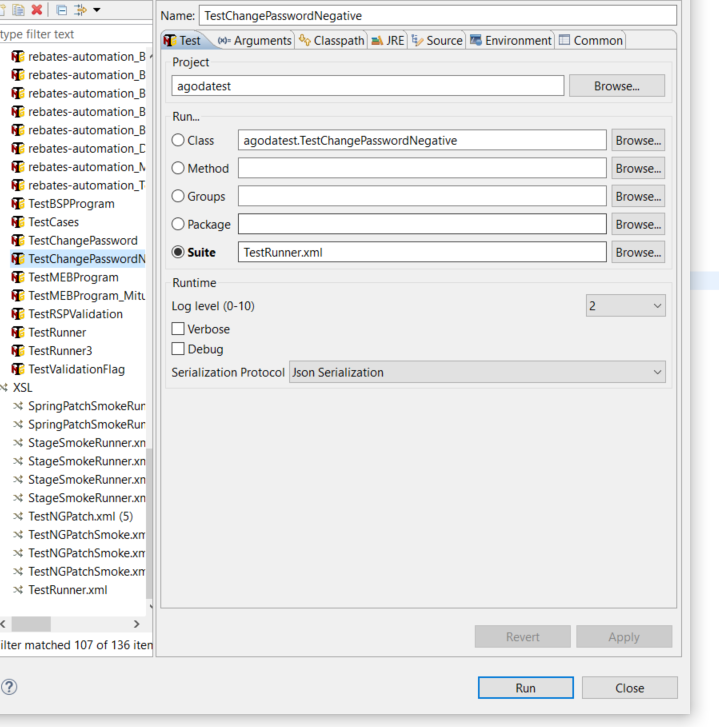 type filter text
rebates-automation_B
rebates-automation_B
rebates-automation_B
rebates-automation_B
rebates-automation_B
rebates-automation_D
rebates-automation_M
rebates-automation_T
TestBSPProgram
TestCases
TestChangePassword
TestChangePasswordN
TestMEBProgram
TestMEBProgram_Mitu
TestRSPValidation
TestRunner
TestRunner3
TestValidationFlag
XSL
SpringPatchSmokeRun
SpringPatchSmokeRun
StageSmokeRunner.xm
StageSmokeRunner.xm
StageSmokeRunner.xm
StageSmokeRunner.xm
TestNGPatch.xml (5)
TestNGPatchSmoke.xm
TestNGPatchSmoke.xm
TestNGPatchSmoke.xm
TestRunner.xml
ilter matched 107 of 136 iten
Name: TestChangePasswordNegative
Test (x)= Arguments Classpath JRE Source Environment Common
Project
agodatest Browse...
Run...
Class agodatest.TestChangePasswordNegative Browse...
Method Browse...
Groups Browse...
Package Browse...
Suite TestRunner.xml Browse...
Runtime
Log level (0-10) 2
Verbose
Debug
Serialization Protocol Json Serialization
Revert Apply
? Run Close